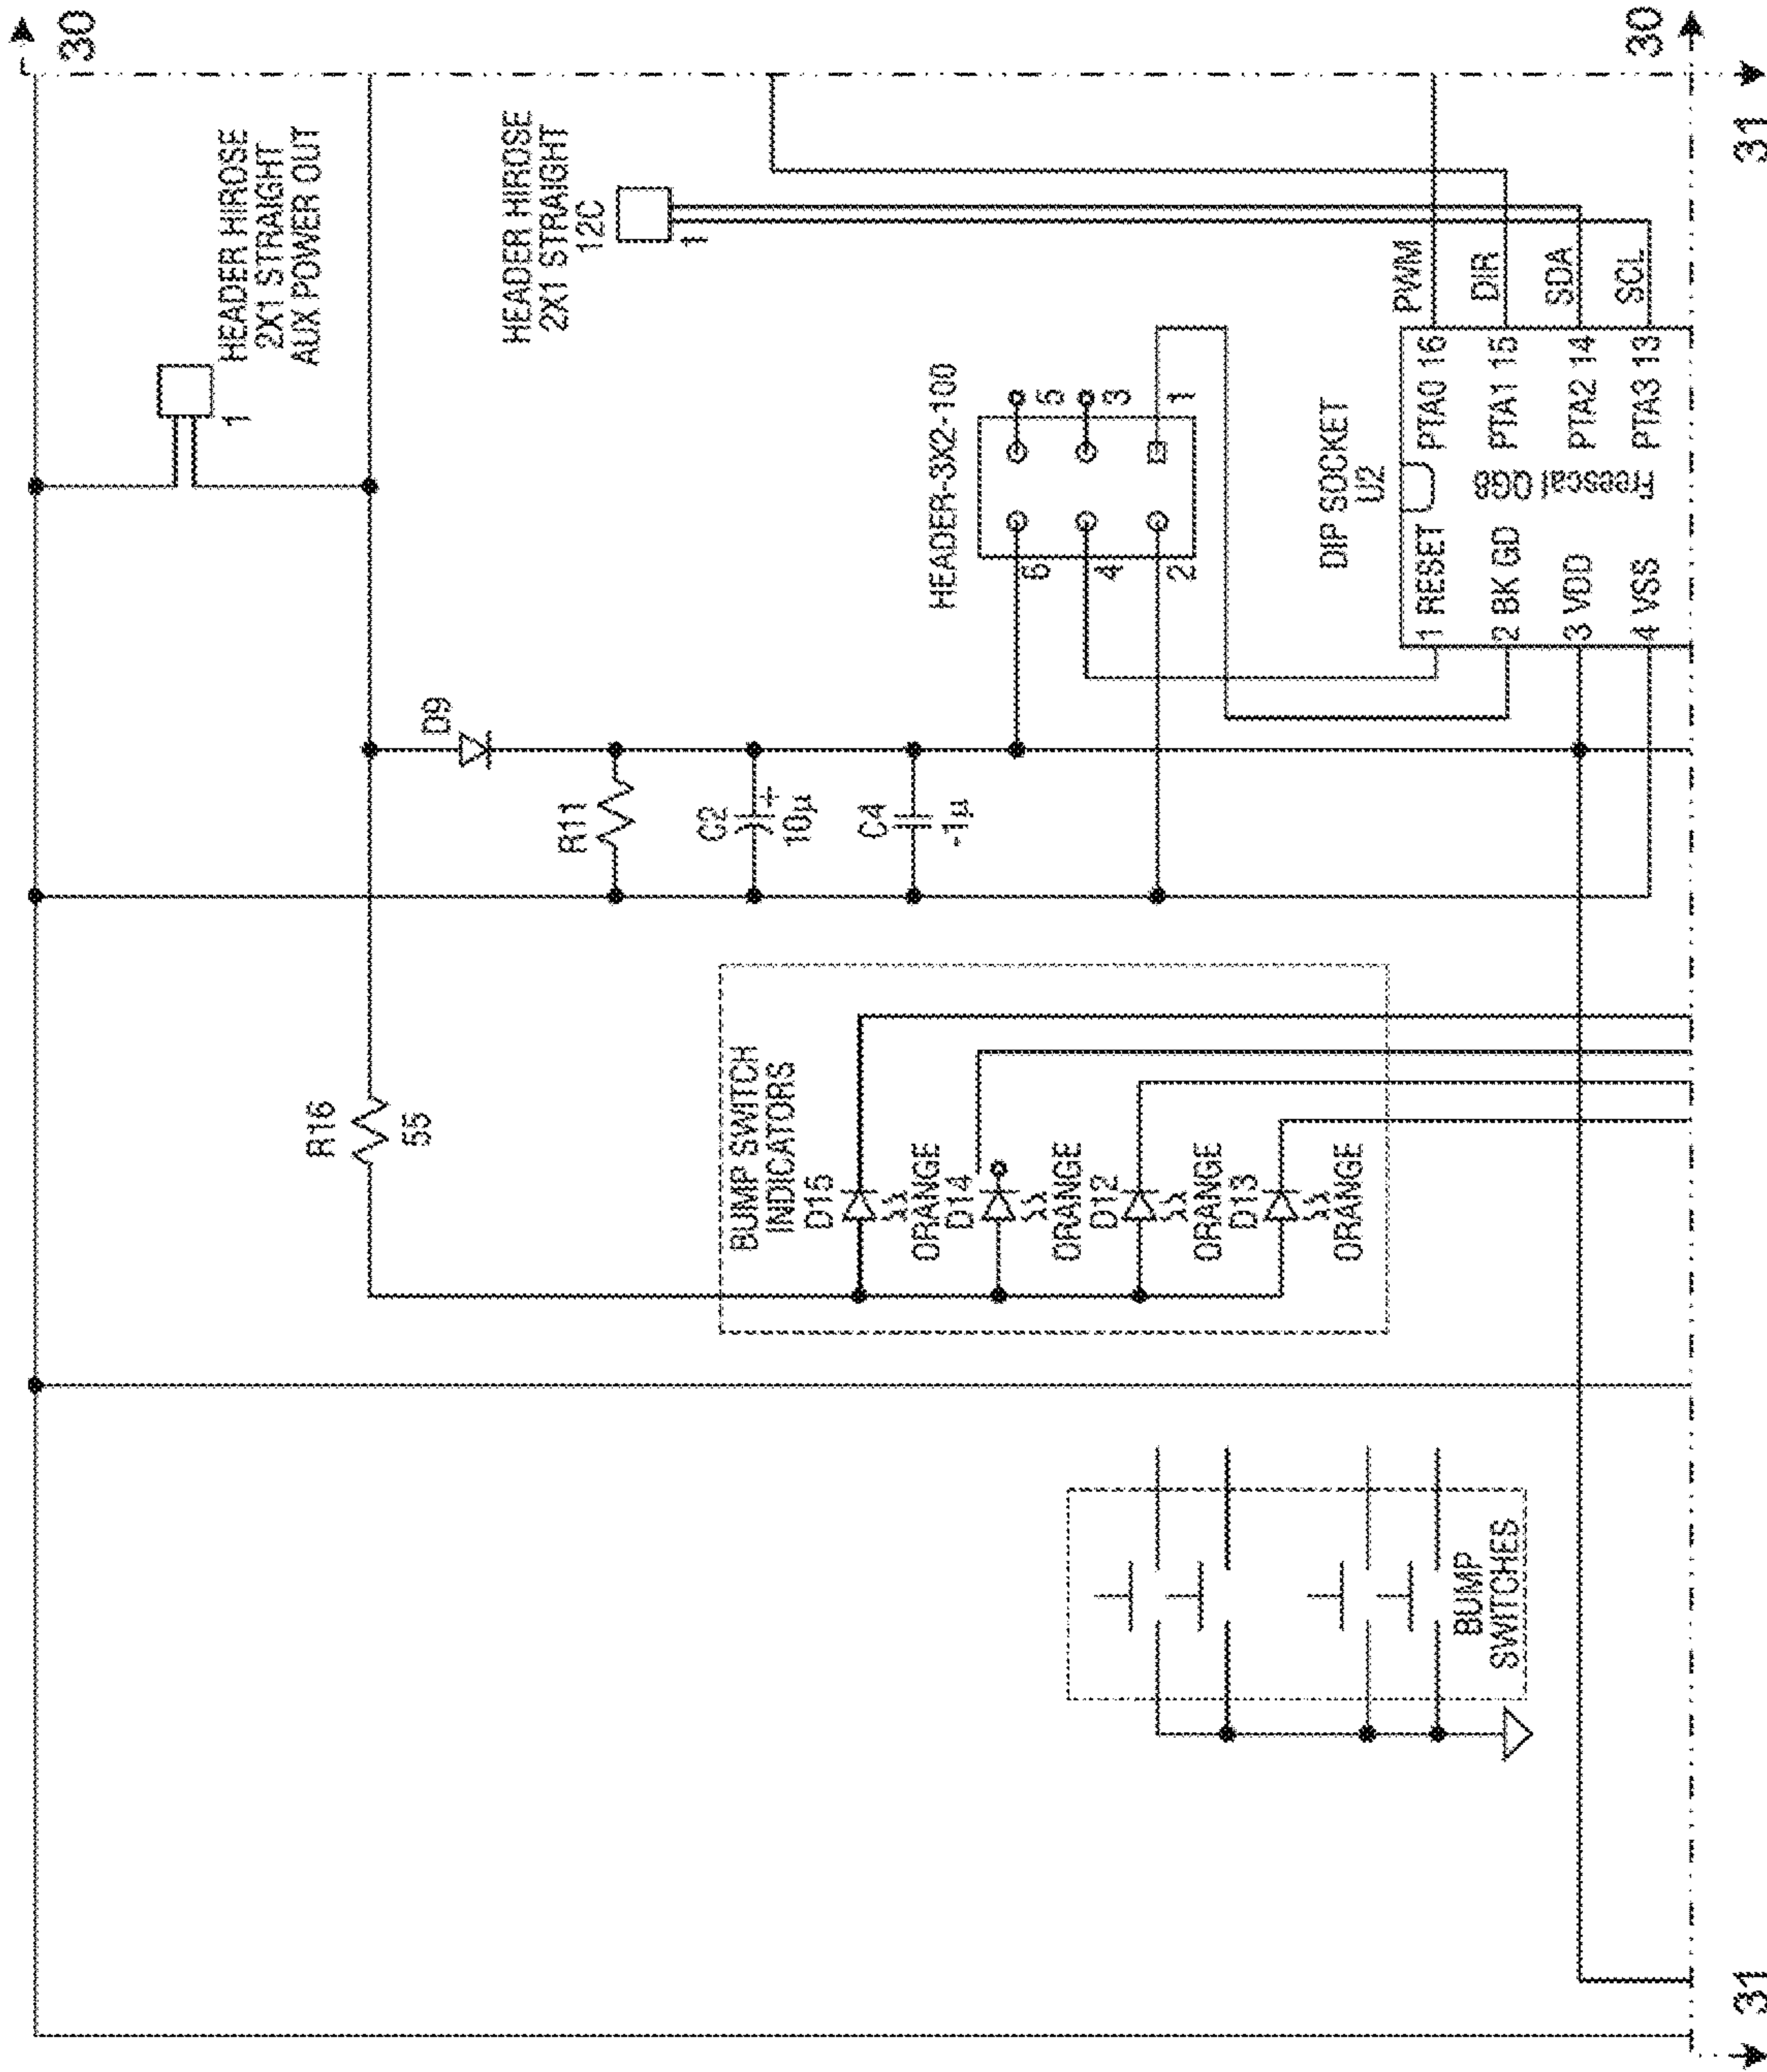 30
HEADER HIROSE
2X1 STRAIGHT
AUX POWER OUT
1
HEADER HIROSE
2X1 STRAIGHT
12C
1
D9
R16
55
R11
C2
+
10µ
C4
-1µ
HEADER-3X2-100
6
5
4
3
2
1
DIP SOCKET
U2
1 RESET
PTA0 16
PWM
2 BK GD
PTA1 15
DIR
3 VDD
PTA2 14
SDA
4 VSS
PTA3 13
SCL
Freescal QG8
BUMP SWITCH
INDICATORS
D15
ORANGE
D14
ORANGE
D12
ORANGE
D13
ORANGE
BUMP
SWITCHES
30
31
31